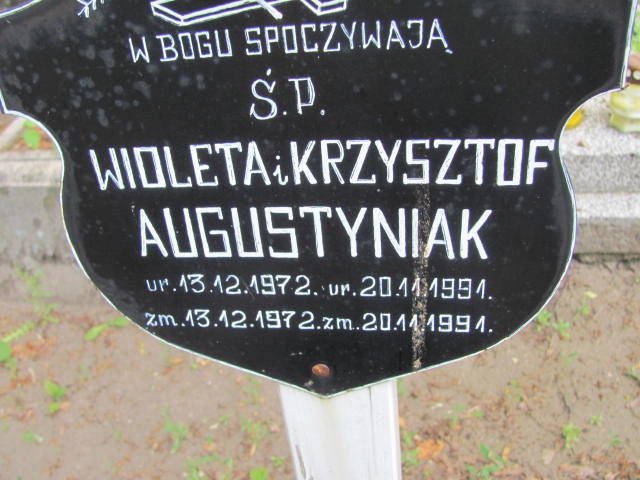 W BOGU SPOCZYWAJĄ
Ś.P.
WIOLETA i KRZYSZTOF
AUGUSTYNIAK
ur.13.12.1972. ur.20.11.1991.
zm.13.12.1972.zm.20.11.1991.